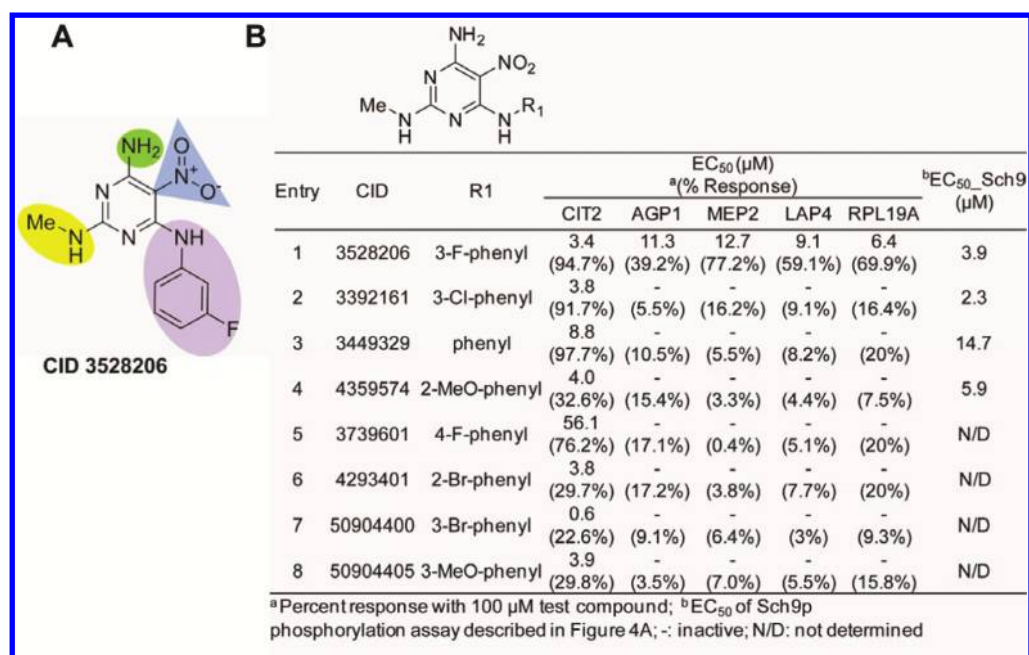 A
NH₂
O
N⁺
O⁻
Me
N
H
N
N
NH
F
CID 3528206
B
NH₂
N
NO₂
Me
N
H
N
N
H
R₁
EC₅₀ (µM)
ᵃ(% Response)
ᵇEC₅₀_Sch9 (µM)
Entry CID R1 CIT2 AGP1 MEP2 LAP4 RPL19A
1 3528206 3-F-phenyl 3.4 11.3 12.7 9.1 6.4 3.9
(94.7%) (39.2%) (77.2%) (59.1%) (69.9%)
2 3392161 3-Cl-phenyl 3.8 - - - - 2.3
(91.7%) (5.5%) (16.2%) (9.1%) (16.4%)
3 3449329 phenyl 8.8 - - - - 14.7
(97.7%) (10.5%) (5.5%) (8.2%) (20%)
4 4359574 2-MeO-phenyl 4.0 - - - - 5.9
(32.6%) (15.4%) (3.3%) (4.4%) (7.5%)
5 3739601 4-F-phenyl 56.1 - - - - N/D
(76.2%) (17.1%) (0.4%) (5.1%) (20%)
6 4293401 2-Br-phenyl 3.8 - - - - N/D
(29.7%) (17.2%) (3.8%) (7.7%) (20%)
7 50904400 3-Br-phenyl 0.6 - - - - N/D
(22.6%) (9.1%) (6.4%) (3%) (9.3%)
8 50904405 3-MeO-phenyl 3.9 - - - - N/D
(29.8%) (3.5%) (7.0%) (5.5%) (15.8%)
ᵃPercent response with 100 µM test compound; ᵇEC₅₀ of Sch9p
phosphorylation assay described in Figure 4A; -: inactive; N/D: not determined